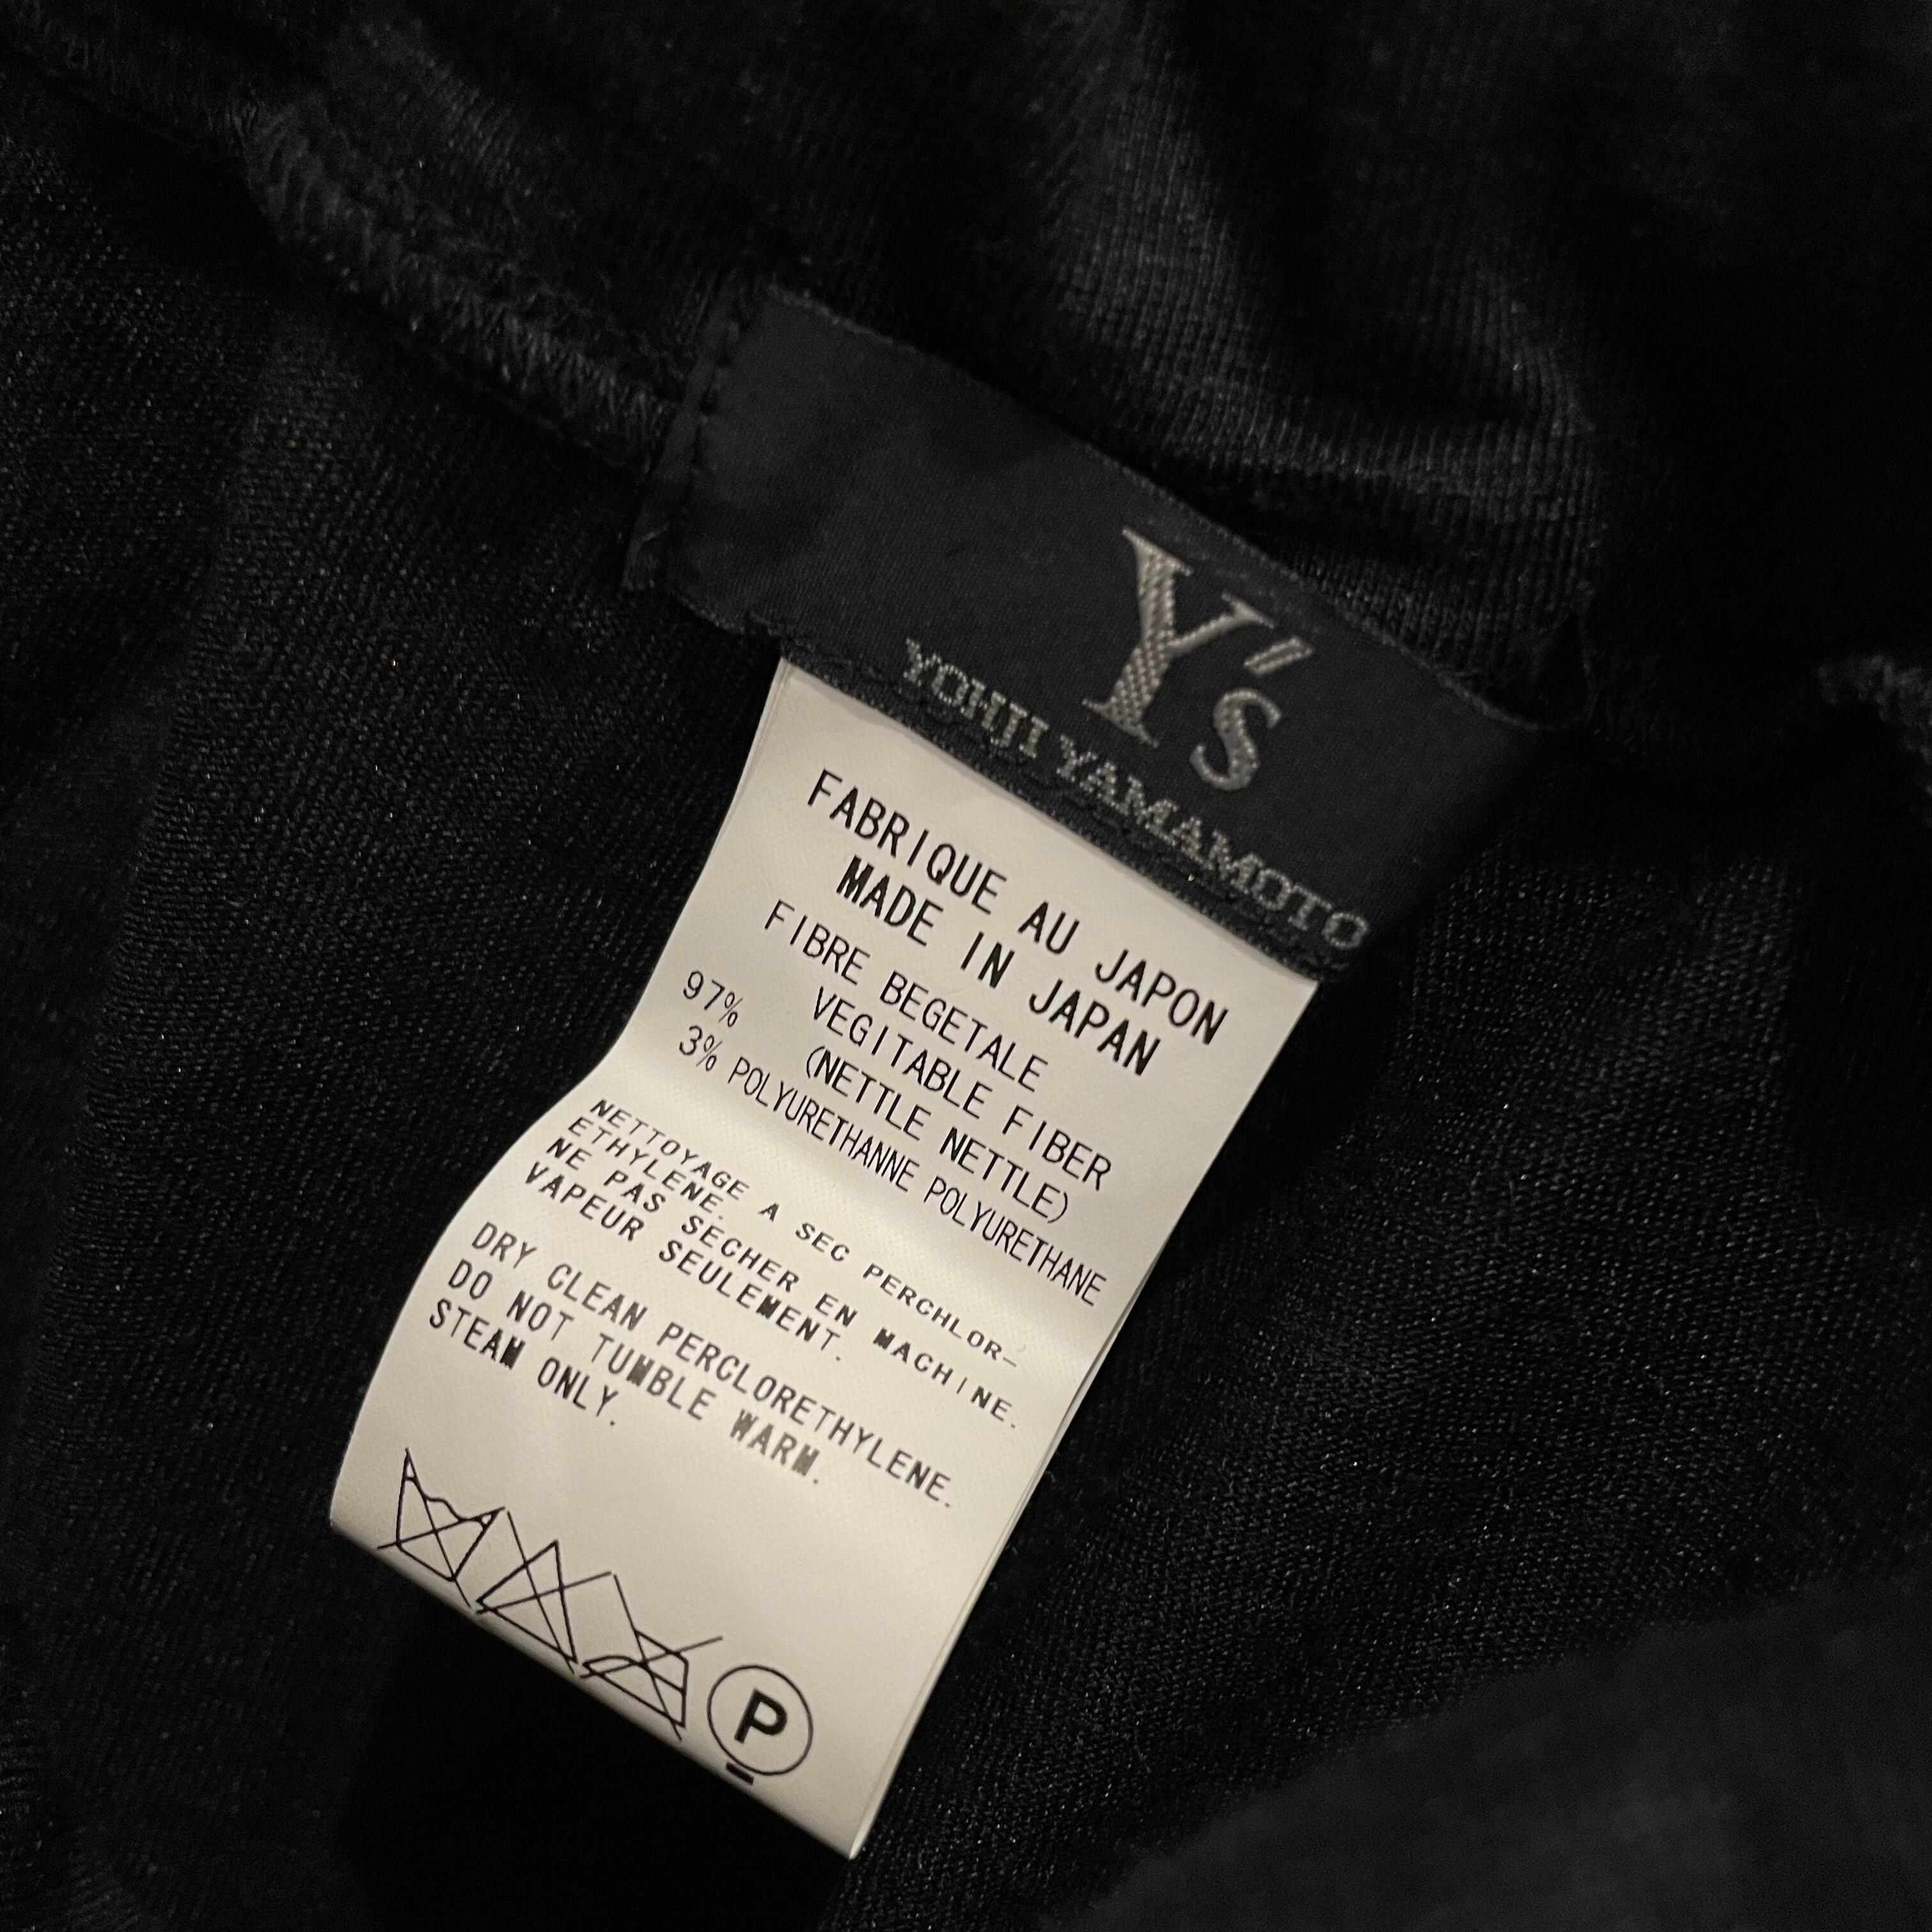 Y's
YOHJI YAMAMOTO
FABRIQUE AU JAPON
MADE IN JAPAN
FIBRE BEGETALE
97% VEGITABLE FIBER
(NETTLE NETTLE)
3% POLYURETHANNE POLYURETHANE
NETTOYAGE A SEC PERCHLOR-
ETHYLENE.
NE PAS SECHER EN MACHINE.
VAPEUR SEULEMENT.
DRY CLEAN PERCLORETHYLENE.
DO NOT TUMBLE WARM.
STEAM ONLY.
P